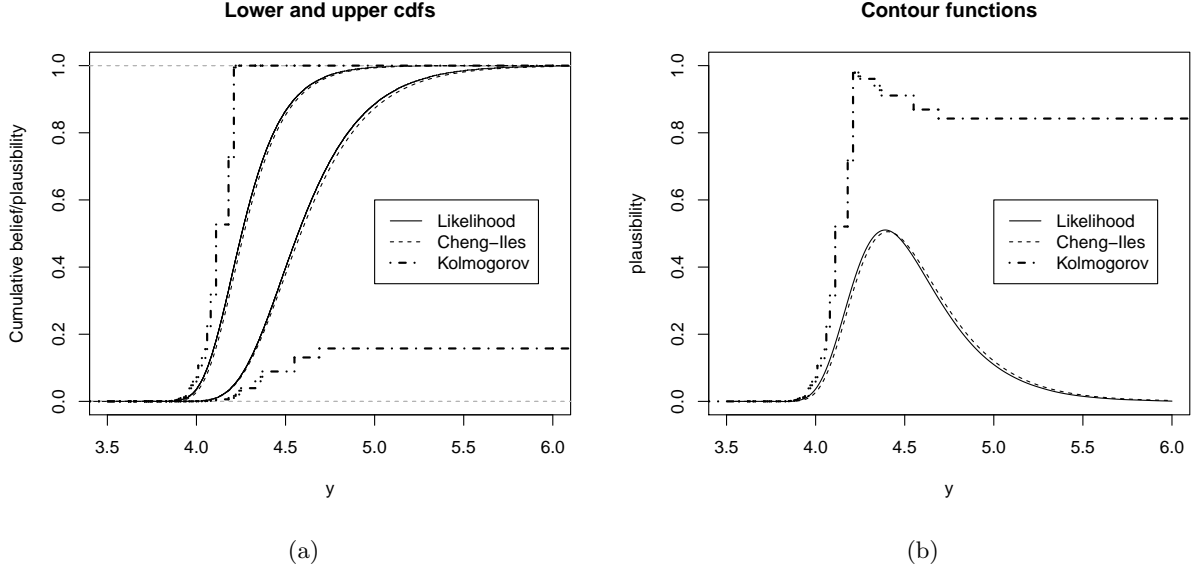 Lower and upper cdfs
Cumulative belief/plausibility
1.0
0.8
0.6
0.4
0.2
0.0
Likelihood
Cheng−Iles
Kolmogorov
3.5 4.0 4.5 5.0 5.5 6.0
y
(a)
Contour functions
plausibility
1.0
0.8
0.6
0.4
0.2
0.0
Likelihood
Cheng−Iles
Kolmogorov
3.5 4.0 4.5 5.0 5.5 6.0
y
(b)